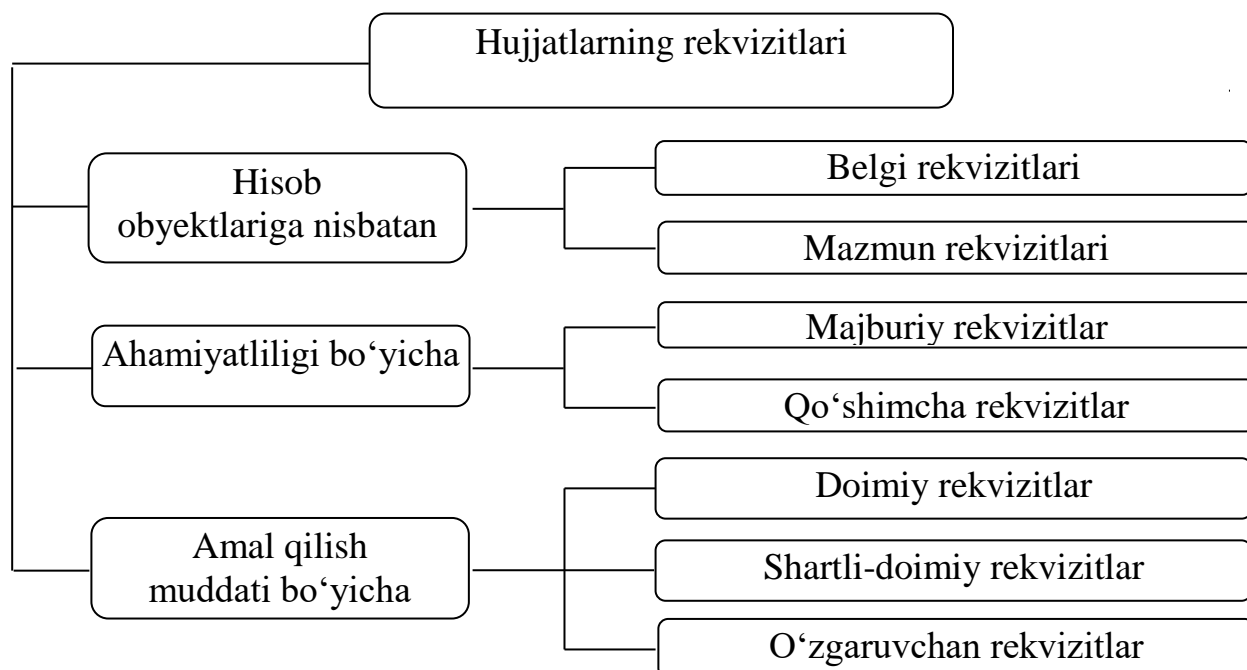 Hujjatlarning rekvizitlari
Hisob
obyektlariga nisbatan
Belgi rekvizitlari
Mazmun rekvizitlari
Ahamiyatliligi bo‘yicha
Majburiy rekvizitlar
Qo‘shimcha rekvizitlar
Amal qilish
muddati bo‘yicha
Doimiy rekvizitlar
Shartli-doimiy rekvizitlar
O‘zgaruvchan rekvizitlar